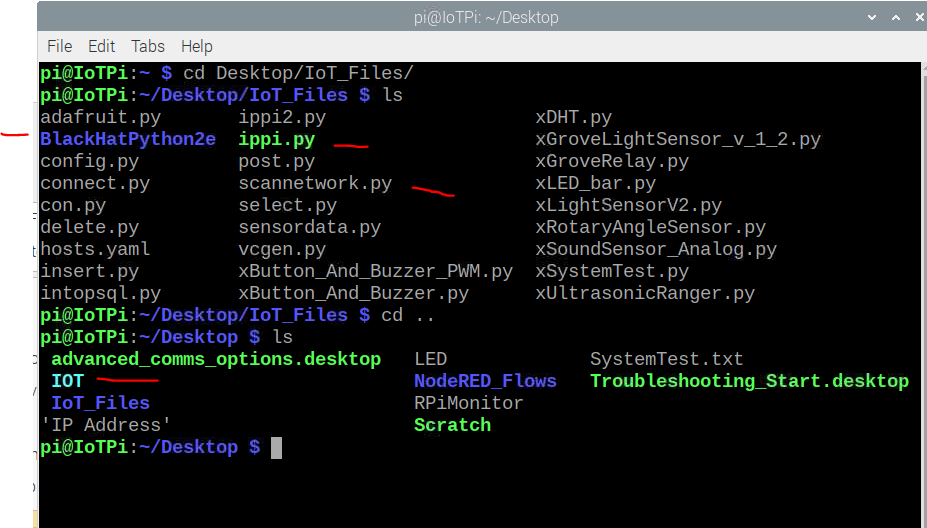 pi@IoTPi: ~/Desktop
File Edit Tabs Help
pi@IoTPi:~ $ cd Desktop/IoT_Files/
pi@IoTPi:~/Desktop/IoT_Files $ ls
adafruit.py ippi2.py xDHT.py
BlackHatPython2e ippi.py xGroveLightSensor_v_1_2.py
config.py post.py xGroveRelay.py
connect.py scannetwork.py xLED_bar.py
con.py select.py xLightSensorV2.py
delete.py sensordata.py xRotaryAngleSensor.py
hosts.yaml vcgen.py xSoundSensor_Analog.py
insert.py xButton_And_Buzzer_PWM.py xSystemTest.py
intopsql.py xButton_And_Buzzer.py xUltrasonicRanger.py
pi@IoTPi:~/Desktop/IoT_Files $ cd ..
pi@IoTPi:~/Desktop $ ls
advanced_comms_options.desktop LED SystemTest.txt
IOT NodeRED_Flows Troubleshooting_Start.desktop
IoT_Files RPiMonitor
'IP Address' Scratch
pi@IoTPi:~/Desktop $